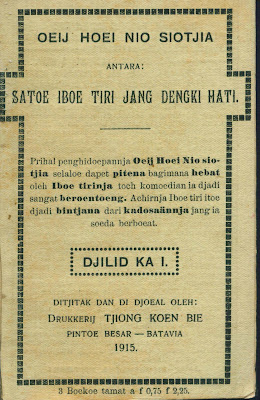 OEIJ HOEI NIO SIOTJIA
ANTARA:
SATOE IBOE TIRI JANG DENGKI HATI.
Prihal penghidoepannja Oeij Hoei Nio sio-
tjia selaloe dapet pitena bagimana hebat
oleh Iboe tirinja toch komoedian ia djadi
sangat beroentoeng. Achirnja Iboe tiri itoe
djadi bintjana dari kadosaännja jang ia
soeda berboeat.
DJILID KA I.
DITJITAK DAN DI DJOEAL OLEH:
DRUKKERIJ TJIONG KOEN BIE
PINTOE BESAR — BATAVIA
1915.
3 Boekoe tamat a f 0,75 f 2,25.